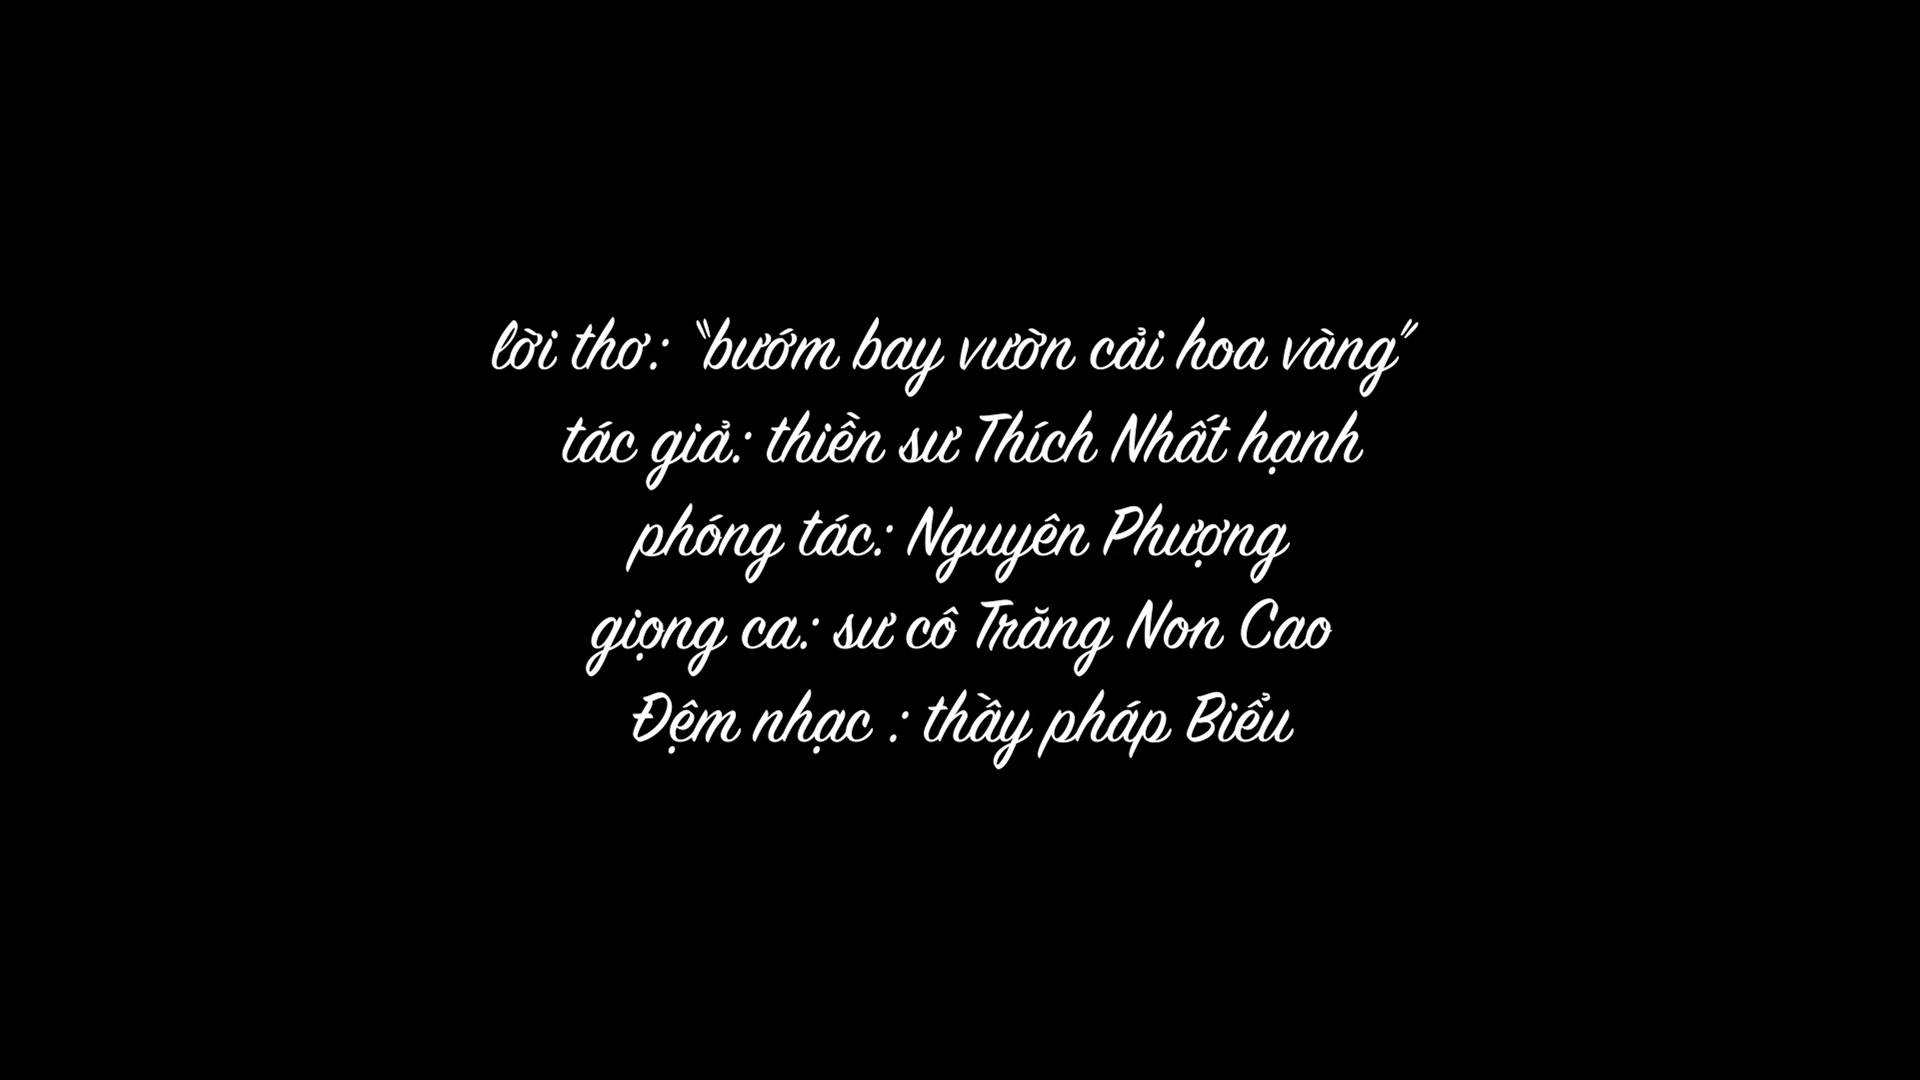 lời thơ: "bướm bay vườn cải hoa vàng"
tác giả: thiền sư Thích Nhất hạnh
phóng tác: Nguyên Phượng
giọng ca: sư cô Trăng Non Cao
Đệm nhạc : thầy pháp Biểu